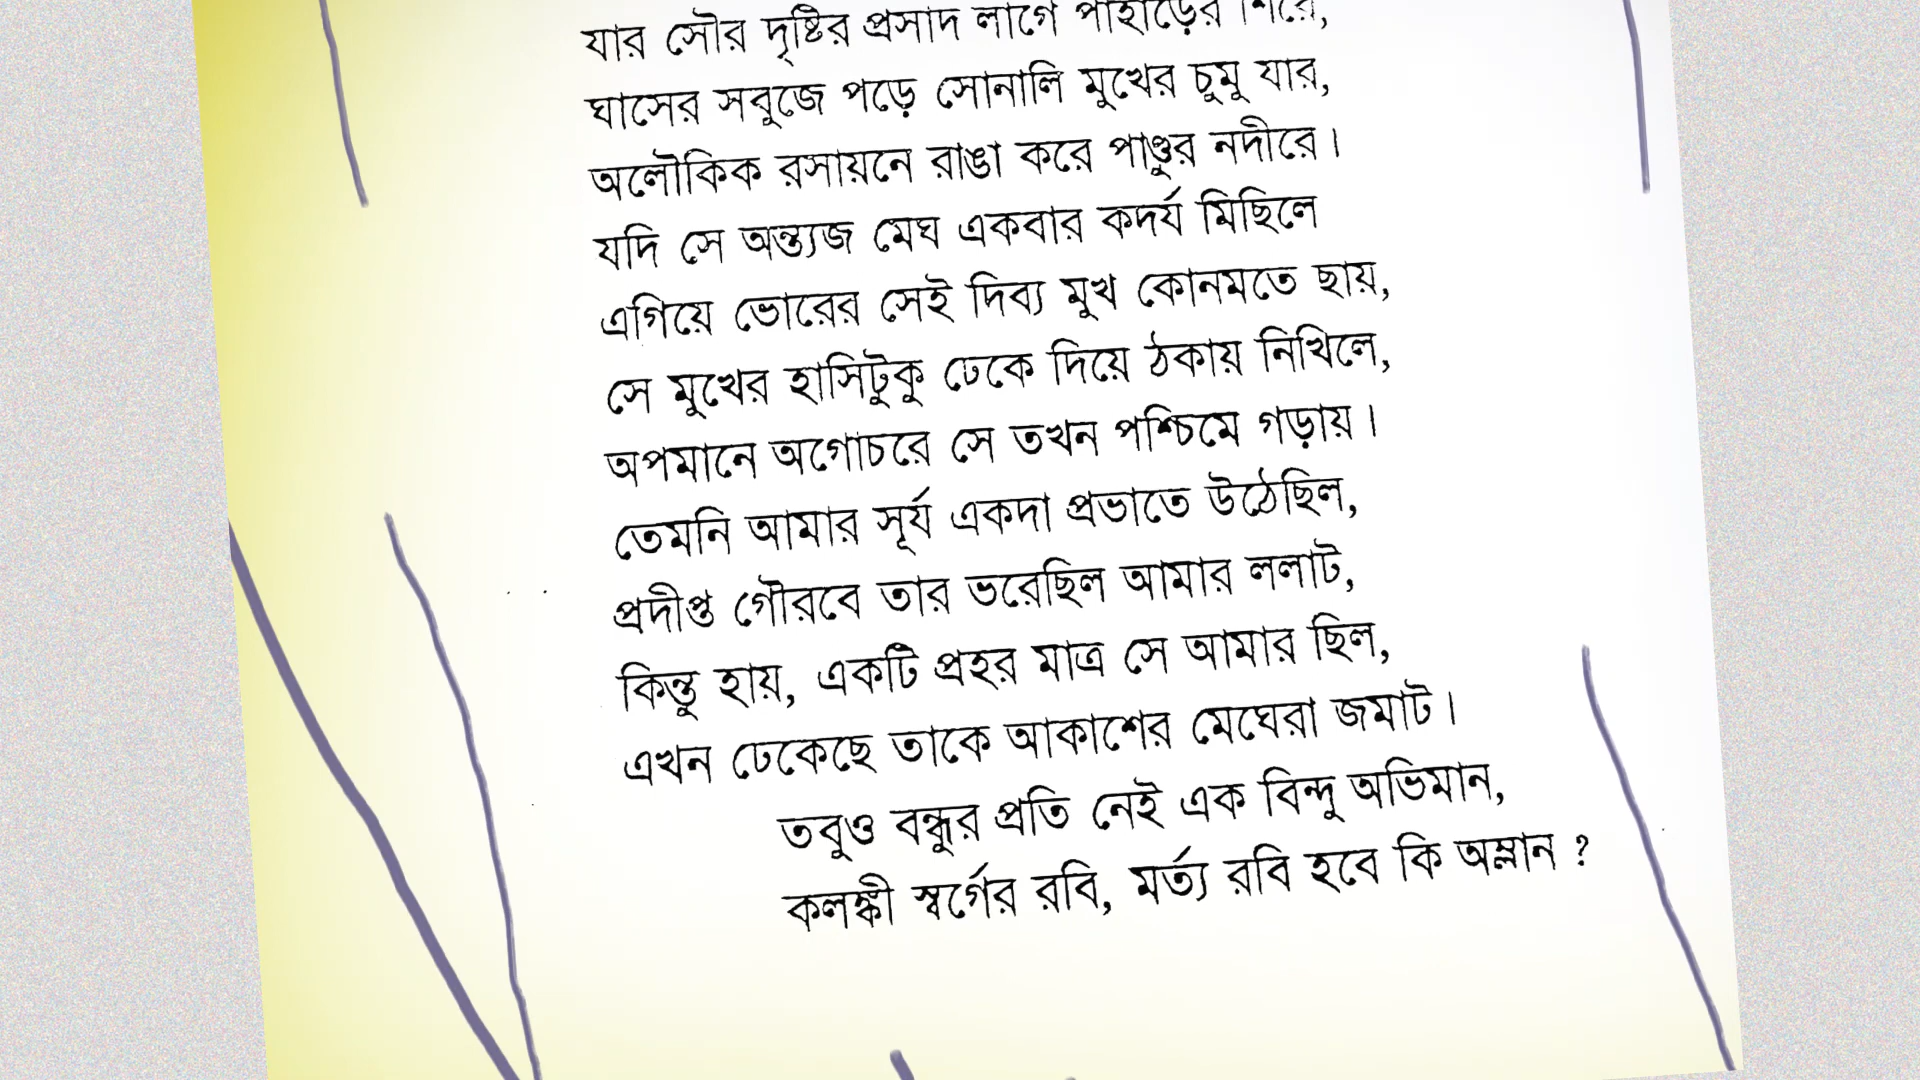 যার সৌর দৃষ্টির প্রসাদ লাগে পাহাড়ের শিরে,
ঘাসের সবুজে পড়ে সোনালি মুখের চুমু যার,
অলৌকিক রসায়নে রাঙা করে পাণ্ডুর নদীরে।
যদি সে অন্ত্যজ মেঘ একবার কদর্য মিছিলে
এগিয়ে ভোরের সেই দিব্য মুখ কোনমতে ছায়,
সে মুখের হাসিটুকু ঢেকে দিয়ে ঠকায় নিখিলে,
অপমানে অগোচরে সে তখন পশ্চিমে গড়ায়।
তেমনি আমার সূর্য একদা প্রভাতে উঠেছিল,
প্রদীপ্ত গৌরবে তার ভরেছিল আমার ললাট,
কিন্তু হায়, একটি প্রহর মাত্র সে আমার ছিল,
এখন ঢেকেছে তাকে আকাশের মেঘেরা জমাট।
তবুও বন্ধুর প্রতি নেই এক বিন্দু অভিমান,
কলঙ্কী স্বর্গের রবি, মর্ত্য রবি হবে কি অম্লান ?